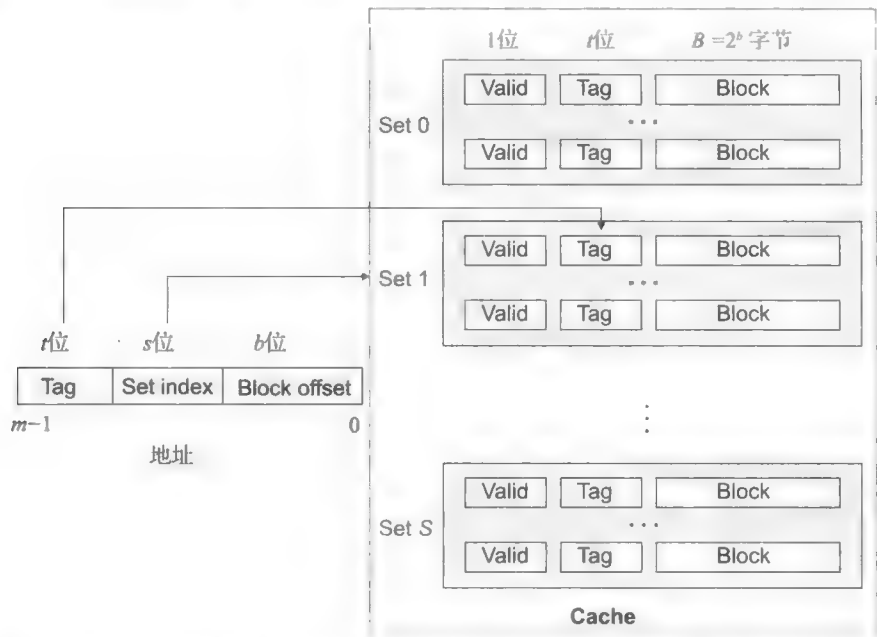 1位 t位 B =2ᵇ 字节
Set 0
Valid Tag Block
...
Valid Tag Block
Set 1
Valid Tag Block
...
Valid Tag Block
t位 s位 b位
Tag Set index Block offset
m−1 0
地址
⋮
Set S
Valid Tag Block
...
Valid Tag Block
Cache